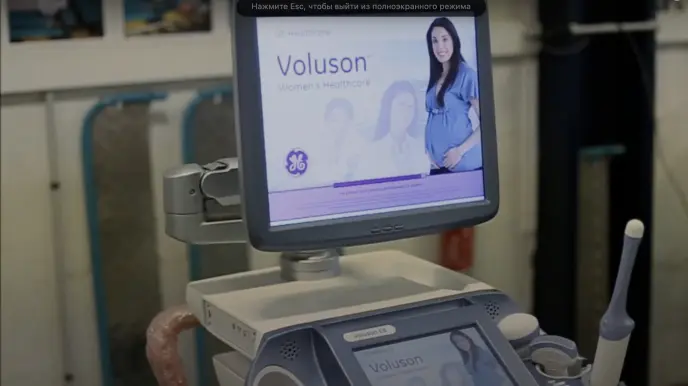 Нажмите Esc, чтобы выйти из полноэкранного режима
Voluson
Women's Healthcare
Voluson E8
Voluson